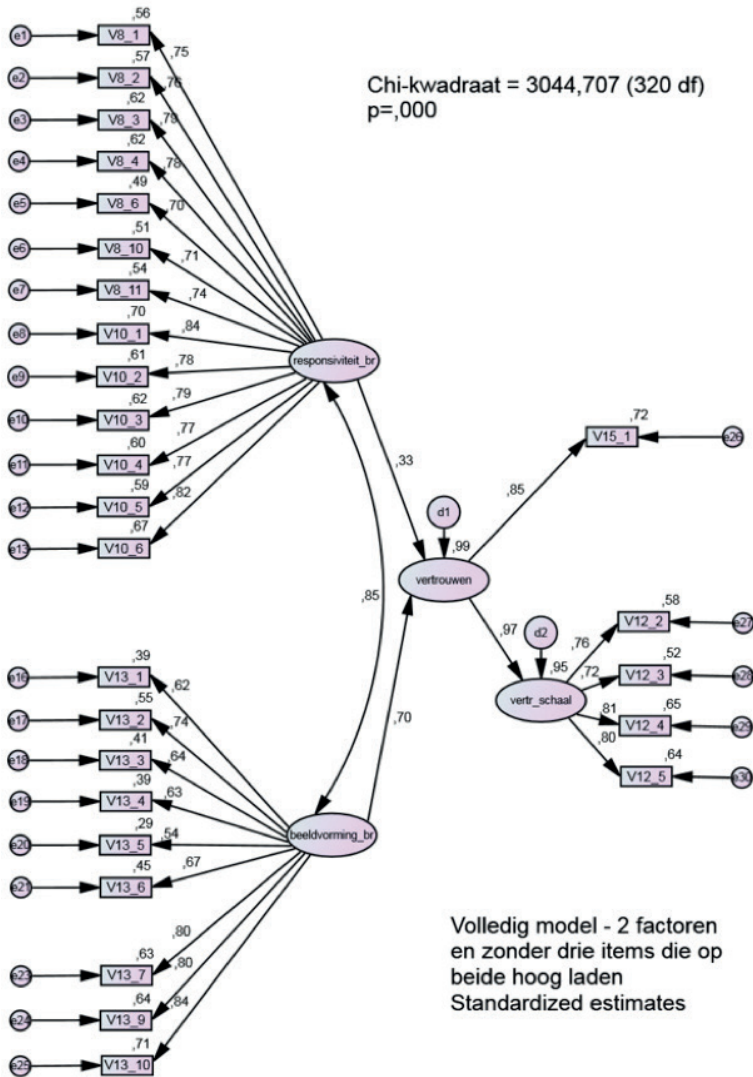 ,56
e1 V8_1 ,75
,57
e2 V8_2 ,76
,62
e3 V8_3 ,79
,62
e4 V8_4 ,78
,49
e5 V8_6 ,70
,51
e6 V8_10 ,71
,54
e7 V8_11 ,74
,70
e8 V10_1 ,84
,61
e9 V10_2 ,78
,62
e10 V10_3 ,79
,60
e11 V10_4 ,77
,59
e12 V10_5 ,77
,67
e13 V10_6 ,82
responsiviteit_br
Chi-kwadraat = 3044,707 (320 df)
p=,000
,33
,85
,70
d1
,99
vertrouwen
,85
,72
V15_1 e26
,97
d2
,95
vertr_schaal
,76
,58
V12_2 e27
,72
,52
V12_3 e28
,81
,65
V12_4 e29
,80
,64
V12_5 e30
,39
e16 V13_1 ,62
,55
e17 V13_2 ,74
,41
e18 V13_3 ,64
,39
e19 V13_4 ,63
,29
e20 V13_5 ,54
,45
e21 V13_6 ,67
beeldvorming_br
,63
e23 V13_7 ,80
,64
e24 V13_9 ,80
,71
e25 V13_10 ,84
Volledig model - 2 factoren
en zonder drie items die op
beide hoog laden
Standardized estimates